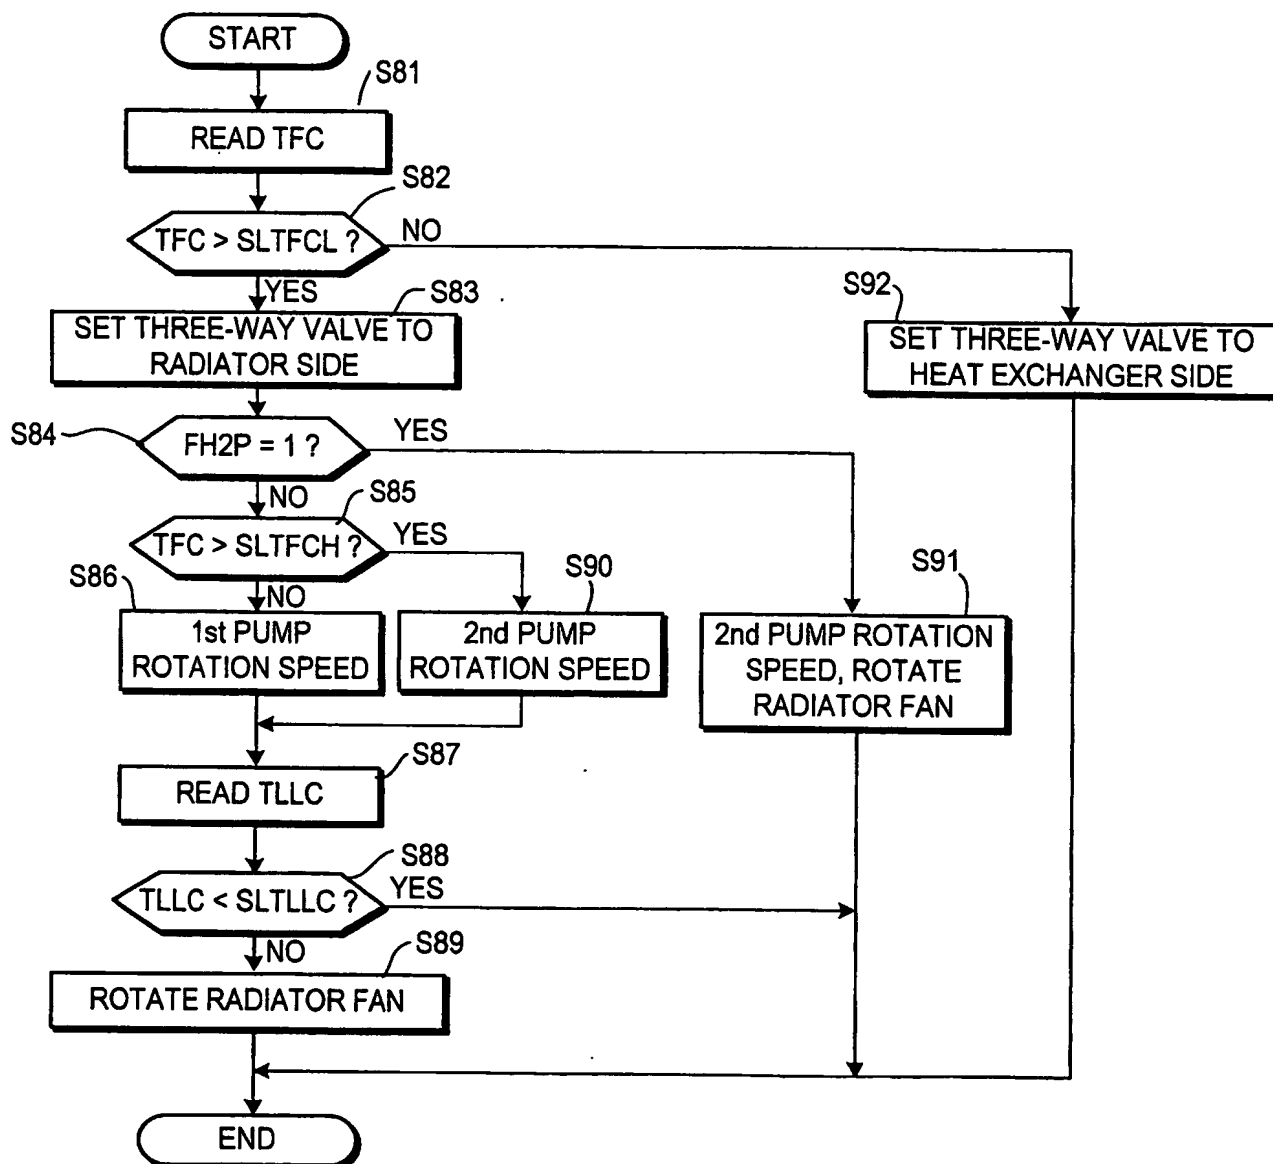 START
S81
READ TFC
S82
TFC > SLTFCL ?
NO
YES
S83
SET THREE-WAY VALVE TO
RADIATOR SIDE
S92
SET THREE-WAY VALVE TO
HEAT EXCHANGER SIDE
S84
FH2P = 1 ?
YES
NO
S85
TFC > SLTFCH ?
YES
NO
S86
1st PUMP
ROTATION SPEED
S90
2nd PUMP
ROTATION SPEED
S91
2nd PUMP ROTATION
SPEED, ROTATE
RADIATOR FAN
S87
READ TLLC
S88
TLLC < SLTLLC ?
YES
NO
S89
ROTATE RADIATOR FAN
END